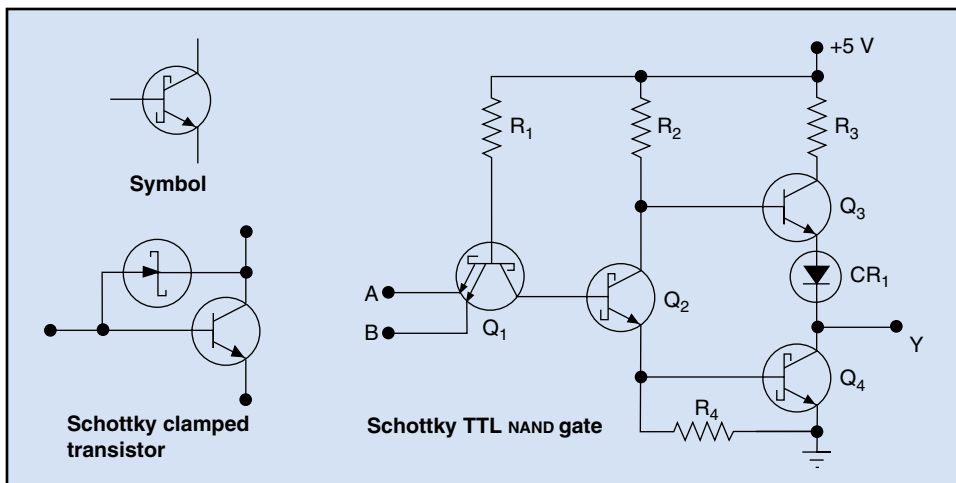 Symbol
Schottky clamped
transistor
+5 V
R1
R2
R3
Q3
CR1
A
B
Q1
Q2
Y
Q4
R4
Schottky TTL NAND gate